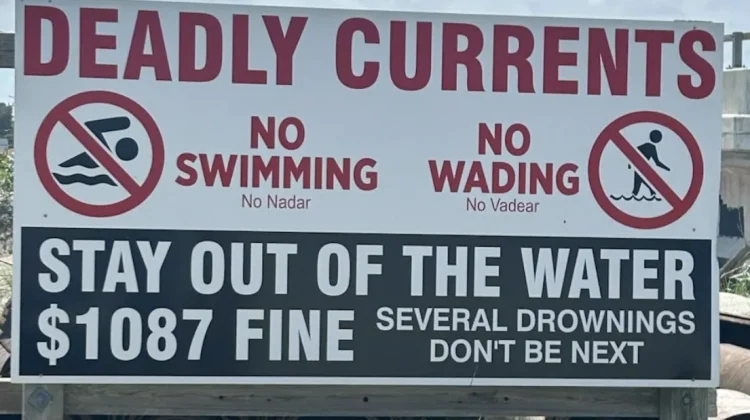 DEADLY CURRENTS
NO
SWIMMING
No Nadar
NO
WADING
No Vadear
STAY OUT OF THE WATER
$1087 FINE
SEVERAL DROWNINGS
DON'T BE NEXT